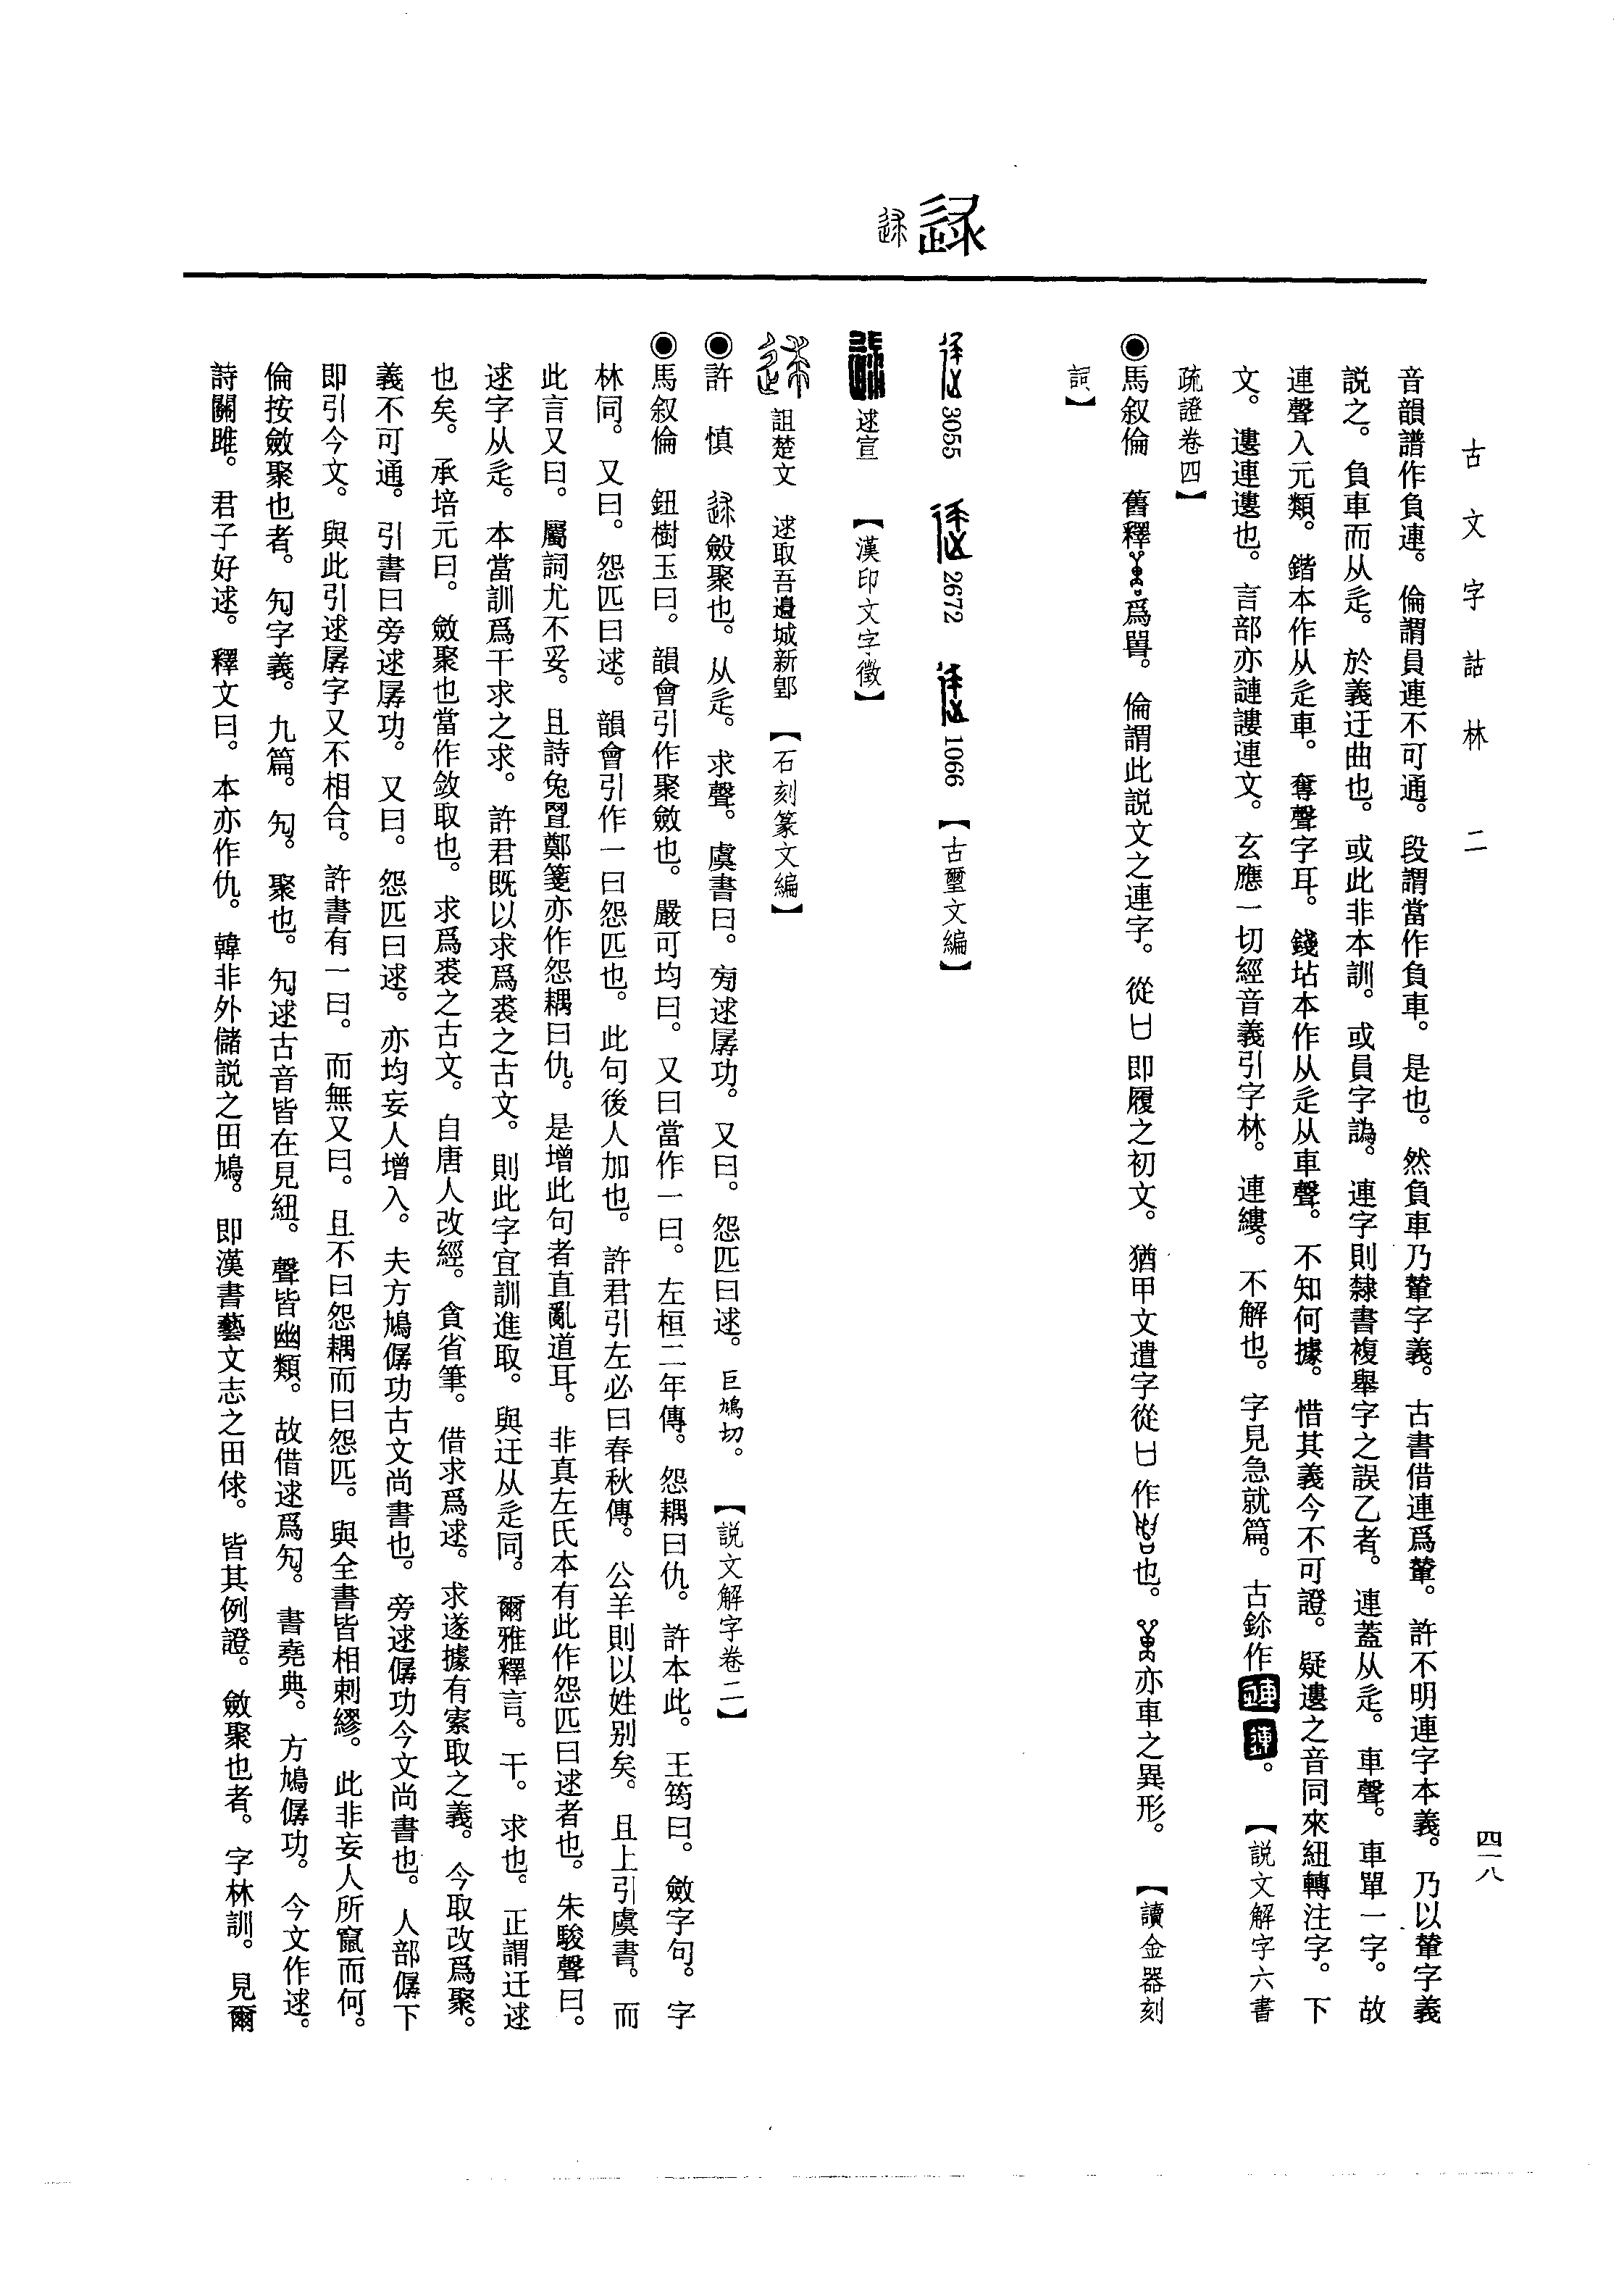 古文字詁林 二
四一八
音韻譜作負連。倫謂員連不可通。段謂當作負車。是也。然負車乃輦字義。古書借連爲輦。許不明連字本義。乃以輦字義
説之。負車而从辵。於義迂曲也。或此非本訓。或員字譌。連字則隸書複舉字之誤乙者。連蓋从辵。車聲。車單一字。故
連聲入元類。鍇本作从辵車。奪聲字耳。錢坫本作从辵从車聲。不知何據。惜其義今不可證。疑遱之音同來紐轉注字。下
文。遱連遱也。言部亦謰謱連文。玄應一切經音義引字林。連縷。不解也。字見急就篇。古鉨作。【説文解字六書
疏證卷四】
◉馬叙倫 舊釋爲㽮。倫謂此説文之連字。從𠙴即履之初文。猶甲文遣字從𠙴作也。亦車之異形。【讀金器刻
詞】
逑
3055 2672 1066【古璽文編】
逑宣 【漢印文字徵】
詛楚文 逑取吾邊城新郢【石刻篆文編】
◉許 慎 斂聚也。从辵。求聲。虞書曰。旁逑孱功。又曰。怨匹曰逑。巨鳩切。【説文解字卷二】
◉馬叙倫 鈕樹玉曰。韻會引作聚斂也。嚴可均曰。又曰當作一曰。左桓二年傳。怨耦曰仇。許本此。王筠曰。斂字句。字
林同。又曰。怨匹曰逑。韻會引作一曰怨匹也。此句後人加也。許君引左必曰春秋傳。公羊則以姓别矣。且上引虞書。而
此言又曰。屬詞尤不妥。且詩兔罝鄭箋亦作怨耦曰仇。是增此句者直亂道耳。非真左氏本有此作怨匹曰逑者也。朱駿聲曰。
逑字从辵。本當訓爲干求之求。許君既以求爲裘之古文。則此字宜訓進取。與迂从辵同。爾雅釋言。干。求也。正謂迂逑
也矣。承培元曰。斂聚也當作斂取也。求爲裘之古文。自唐人改經。貪省筆。借求爲逑。求遂據有索取之義。今取改爲聚。
義不可通。引書曰旁逑孱功。又曰。怨匹曰逑。亦均妄人增入。夫方鳩僝功古文尚書也。旁逑僝功今文尚書也。人部僝下
即引今文。與此引逑孱字又不相合。許書有一曰。而無又曰。且不曰怨耦而曰怨匹。與全書皆相剌繆。此非妄人所竄而何。
倫按斂聚也者。勼字義。九篇。勼。聚也。勼逑古音皆在見紐。聲皆幽類。故借逑爲勼。書堯典。方鳩僝功。今文作逑。
詩關雎。君子好逑。釋文曰。本亦作仇。韓非外儲説之田鳩。即漢書藝文志之田俅。皆其例證。斂聚也者。字林訓。見爾